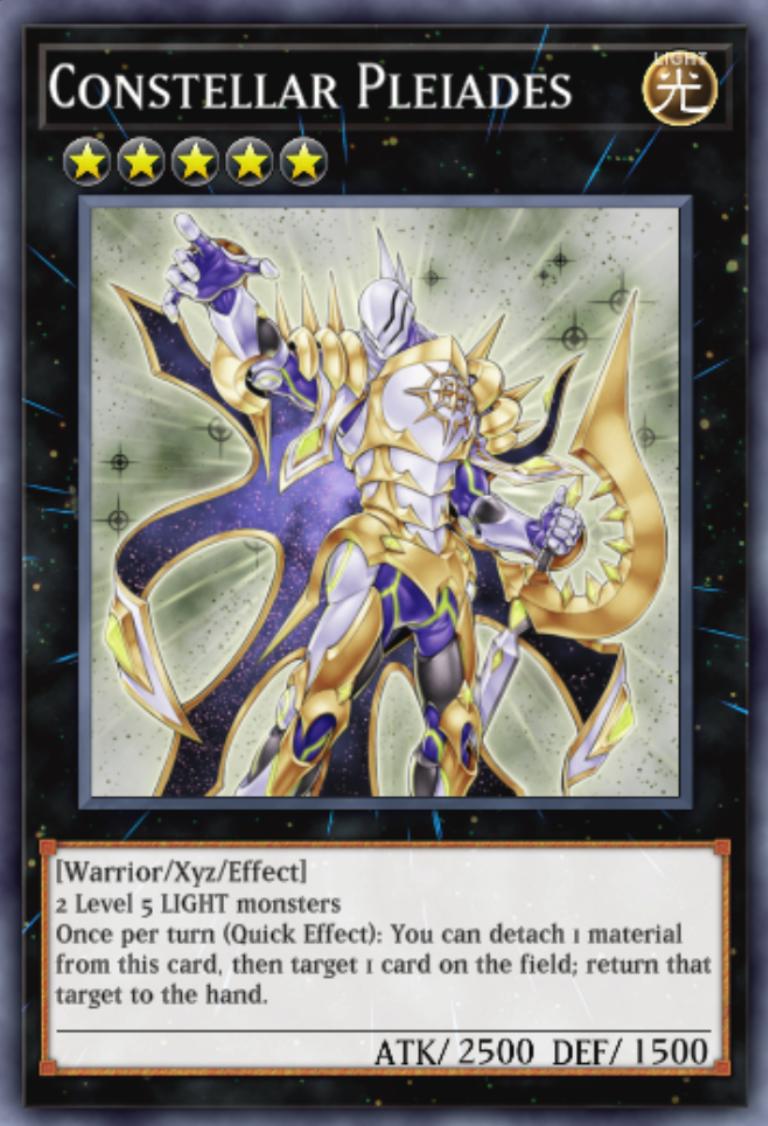 CONSTELLAR PLEIADES
LIGHT
光
[Warrior/Xyz/Effect]
2 Level 5 LIGHT monsters
Once per turn (Quick Effect): You can detach 1 material
from this card, then target 1 card on the field; return that
target to the hand.
ATK/ 2500 DEF/ 1500